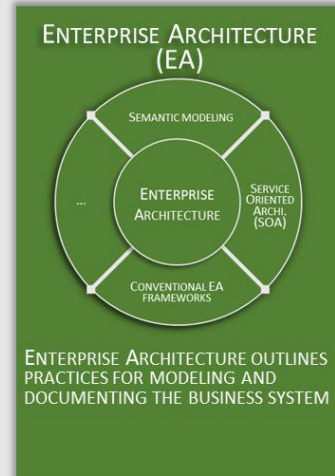 ENTERPRISE ARCHITECTURE
(EA)
SEMANTIC MODELING
...
ENTERPRISE
ARCHITECTURE
SERVICE
ORIENTED
ARCHI.
(SOA)
CONVENTIONAL EA
FRAMEWORKS
ENTERPRISE ARCHITECTURE OUTLINES
PRACTICES FOR MODELING AND
DOCUMENTING THE BUSINESS SYSTEM